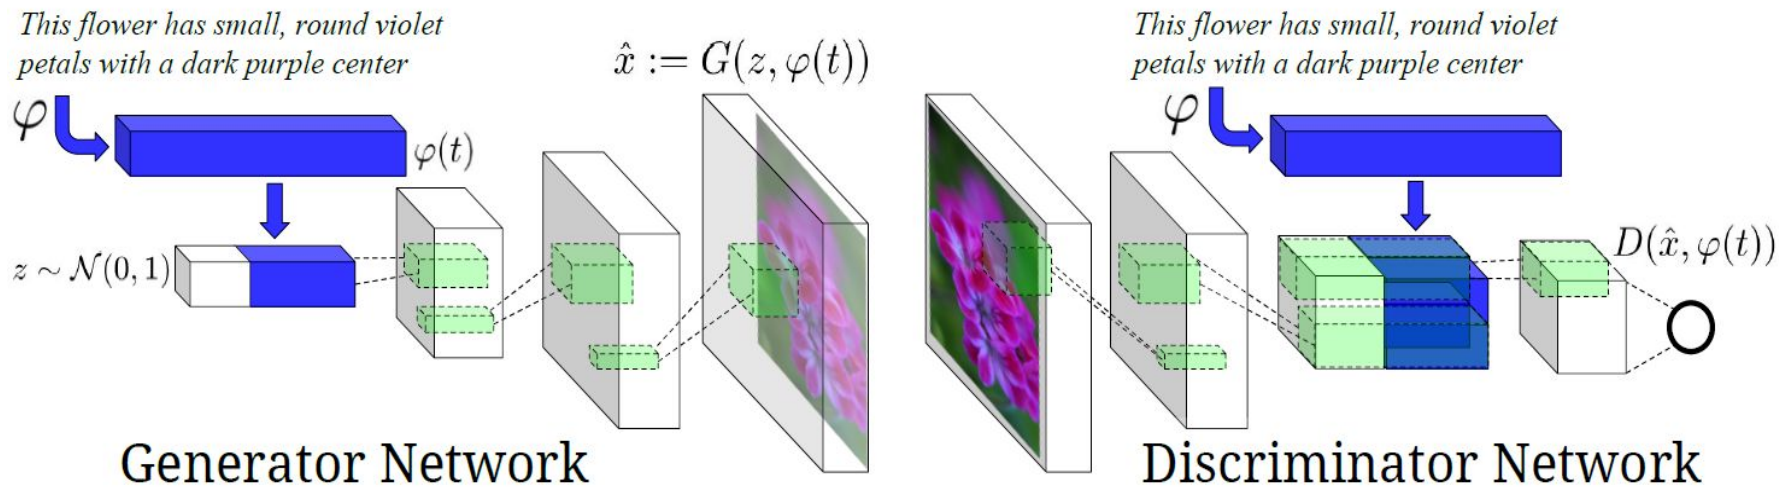 This flower has small, round violet
petals with a dark purple center
φ
φ(t)
z ∼ 𝒩(0, 1)
x̂ := G(z, φ(t))
Generator Network
This flower has small, round violet
petals with a dark purple center
φ
D(x̂, φ(t))
Discriminator Network